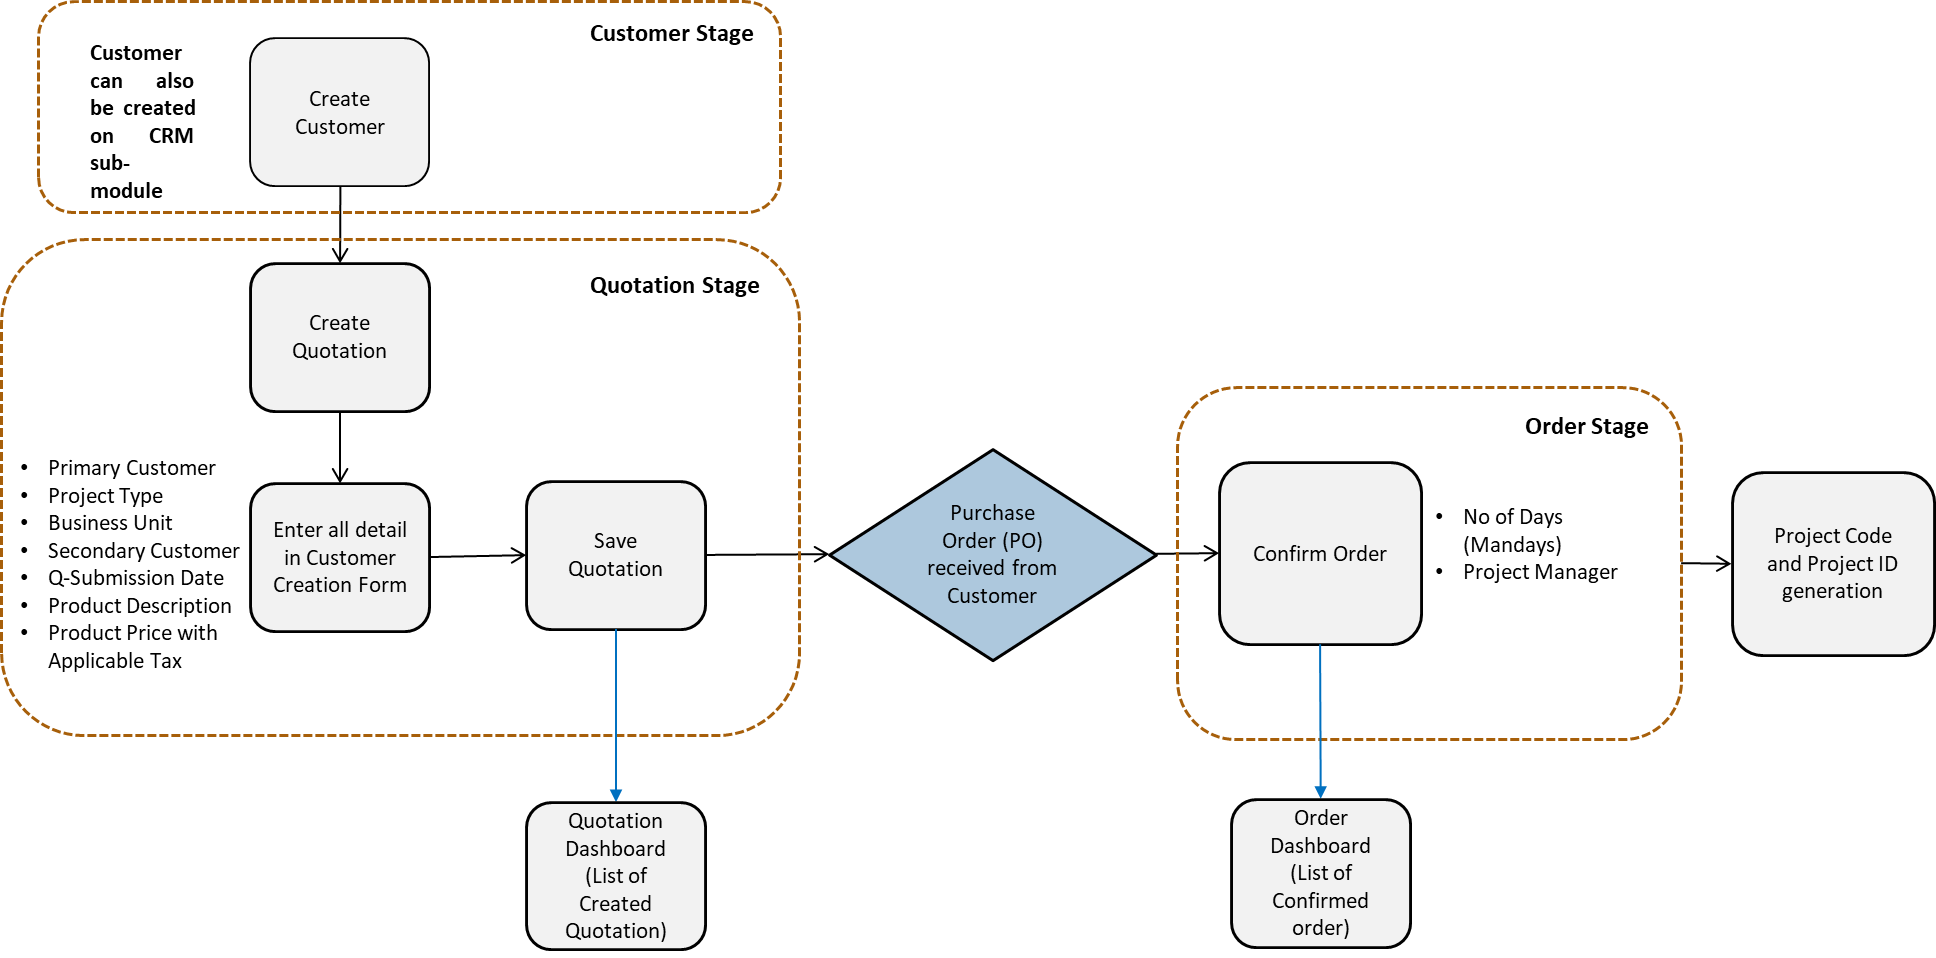 Customer Stage
Customer
can also
be created
on CRM
sub-
module
Create
Customer
Quotation Stage
Create
Quotation
• Primary Customer
• Project Type
• Business Unit
• Secondary Customer
• Q-Submission Date
• Product Description
• Product Price with
Applicable Tax
Enter all detail
in Customer
Creation Form
Save
Quotation
Purchase
Order (PO)
received from
Customer
Order Stage
Confirm Order
• No of Days
(Mandays)
• Project Manager
Project Code
and Project ID
generation
Quotation
Dashboard
(List of
Created
Quotation)
Order
Dashboard
(List of
Confirmed
order)